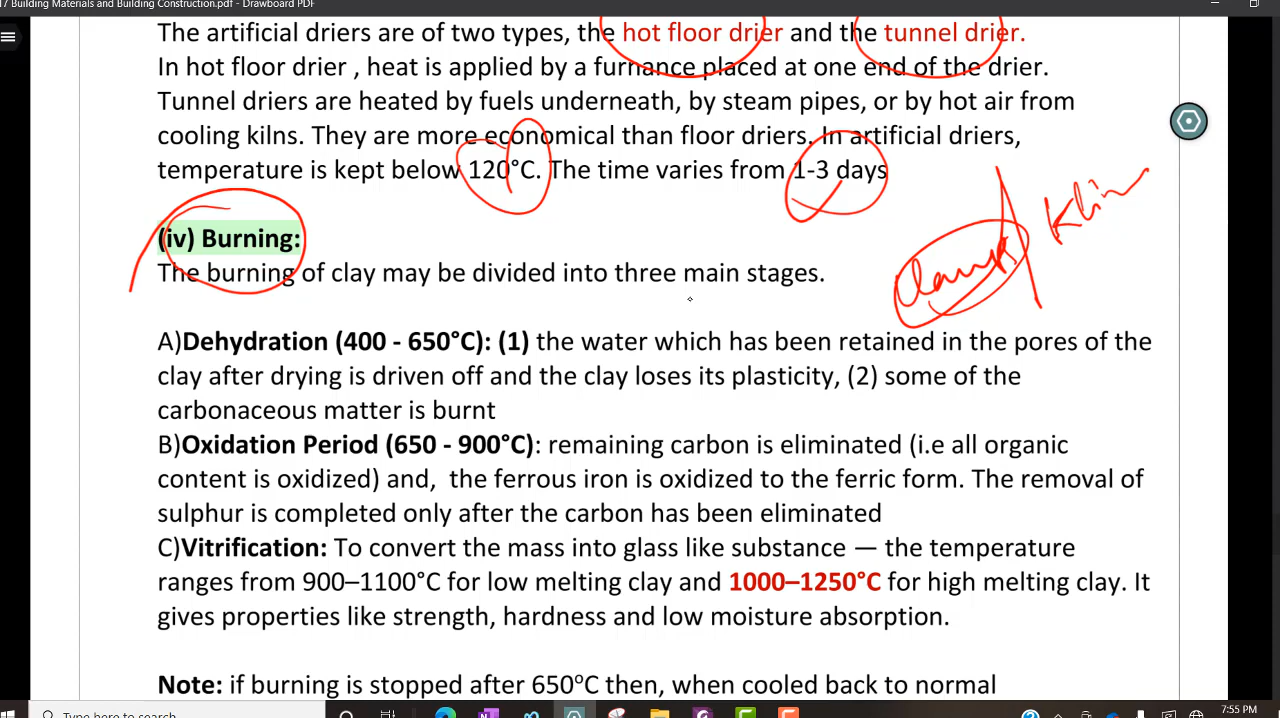 17 Building Materials and Building Construction.pdf - Drawboard PDF
The artificial driers are of two types, the hot floor drier and the tunnel drier.
In hot floor drier , heat is applied by a furnance placed at one end of the drier.
Tunnel driers are heated by fuels underneath, by steam pipes, or by hot air from
cooling kilns. They are more economical than floor driers. In artificial driers,
temperature is kept below 120°C. The time varies from 1-3 days
Klin
clamp
(iv) Burning:
The burning of clay may be divided into three main stages.
A)Dehydration (400 - 650°C): (1) the water which has been retained in the pores of the
clay after drying is driven off and the clay loses its plasticity, (2) some of the
carbonaceous matter is burnt
B)Oxidation Period (650 - 900°C): remaining carbon is eliminated (i.e all organic
content is oxidized) and, the ferrous iron is oxidized to the ferric form. The removal of
sulphur is completed only after the carbon has been eliminated
C)Vitrification: To convert the mass into glass like substance — the temperature
ranges from 900–1100°C for low melting clay and 1000–1250°C for high melting clay. It
gives properties like strength, hardness and low moisture absorption.
Note: if burning is stopped after 650°C then, when cooled back to normal
Type here to search
7:55 PM